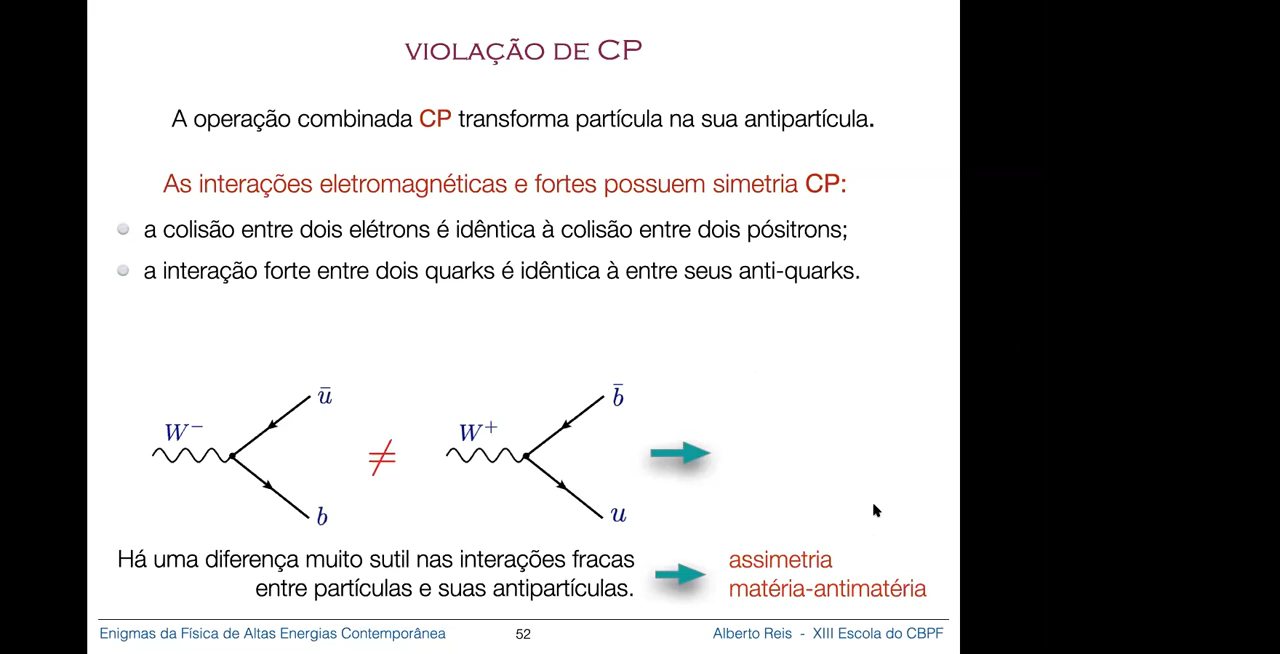 VIOLAÇÃO DE CP
A operação combinada CP transforma partícula na sua antipartícula.
As interações eletromagnéticas e fortes possuem simetria CP:
a colisão entre dois elétrons é idêntica à colisão entre dois pósitrons;
a interação forte entre dois quarks é idêntica à entre seus anti-quarks.
W⁻ ū b
≠
W⁺ b̄ u
Há uma diferença muito sutil nas interações fracas
entre partículas e suas antipartículas.
assimetria
matéria-antimatéria
Enigmas da Física de Altas Energias Contemporânea
52
Alberto Reis - XIII Escola do CBPF